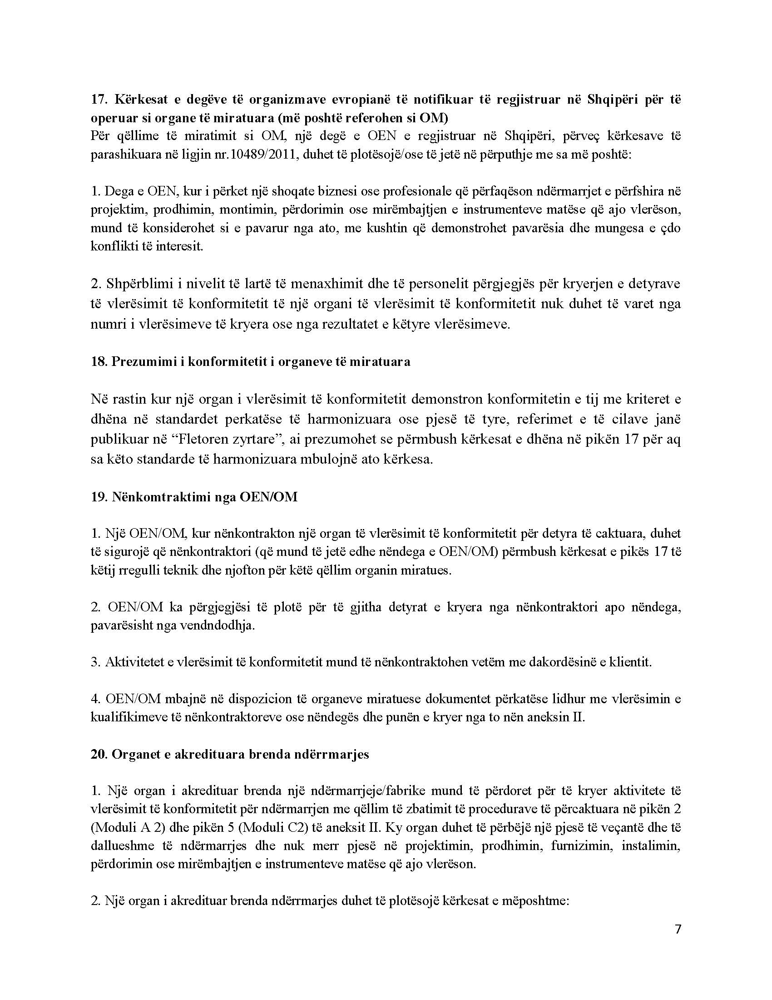 17. Kërkesat e degëve të organizmave evropianë të notifikuar të regjistruar në Shqipëri për të
operuar si organe të miratuara (më poshtë referohen si OM)
Për qëllime të miratimit si OM, një degë e OEN e regjistruar në Shqipëri, përveç kërkesave të
parashikuara në ligjin nr.10489/2011, duhet të plotësojë/ose të jetë në përputhje me sa më poshtë:
1. Dega e OEN, kur i përket një shoqate biznesi ose profesionale që përfaqëson ndërmarrjet e përfshira në
projektim, prodhimin, montimin, përdorimin ose mirëmbajtjen e instrumenteve matëse që ajo vlerëson,
mund të konsiderohet si e pavarur nga ato, me kushtin që demonstrohet pavarësia dhe mungesa e çdo
konflikti të interesit.
2. Shpërblimi i nivelit të lartë të menaxhimit dhe të personelit përgjegjës për kryerjen e detyrave
të vlerësimit të konformitetit të një organi të vlerësimit të konformitetit nuk duhet të varet nga
numri i vlerësimeve të kryera ose nga rezultatet e këtyre vlerësimeve.
18. Prezumimi i konformitetit i organeve të miratuara
Në rastin kur një organ i vlerësimit të konformitetit demonstron konformitetin e tij me kriteret e
dhëna në standardet perkatëse të harmonizuara ose pjesë të tyre, referimet e të cilave janë
publikuar në “Fletoren zyrtare”, ai prezumohet se përmbush kërkesat e dhëna në pikën 17 për aq
sa këto standarde të harmonizuara mbulojnë ato kërkesa.
19. Nënkomtraktimi nga OEN/OM
1. Një OEN/OM, kur nënkontrakton një organ të vlerësimit të konformitetit për detyra të caktuara, duhet
të sigurojë që nënkontraktori (që mund të jetë edhe nëndega e OEN/OM) përmbush kërkesat e pikës 17 të
këtij rregulli teknik dhe njofton për këtë qëllim organin miratues.
2. OEN/OM ka përgjegjësi të plotë për të gjitha detyrat e kryera nga nënkontraktori apo nëndega,
pavarësisht nga vendndodhja.
3. Aktivitetet e vlerësimit të konformitetit mund të nënkontraktohen vetëm me dakordësinë e klientit.
4. OEN/OM mbajnë në dispozicion të organeve miratuese dokumentet përkatëse lidhur me vlerësimin e
kualifikimeve të nënkontraktoreve ose nëndegës dhe punën e kryer nga to nën aneksin II.
20. Organet e akredituara brenda ndërrmarjes
1. Një organ i akredituar brenda një ndërmarrjeje/fabrike mund të përdoret për të kryer aktivitete të
vlerësimit të konformitetit për ndërmarrjen me qëllim të zbatimit të procedurave të përcaktuara në pikën 2
(Moduli A 2) dhe pikën 5 (Moduli C2) të aneksit II. Ky organ duhet të përbëjë një pjesë të veçantë dhe të
dallueshme të ndërmarrjes dhe nuk merr pjesë në projektimin, prodhimin, furnizimin, instalimin,
përdorimin ose mirëmbajtjen e instrumenteve matëse që ajo vlerëson.
2. Një organ i akredituar brenda ndërrmarjes duhet të plotësojë kërkesat e mëposhtme:
7